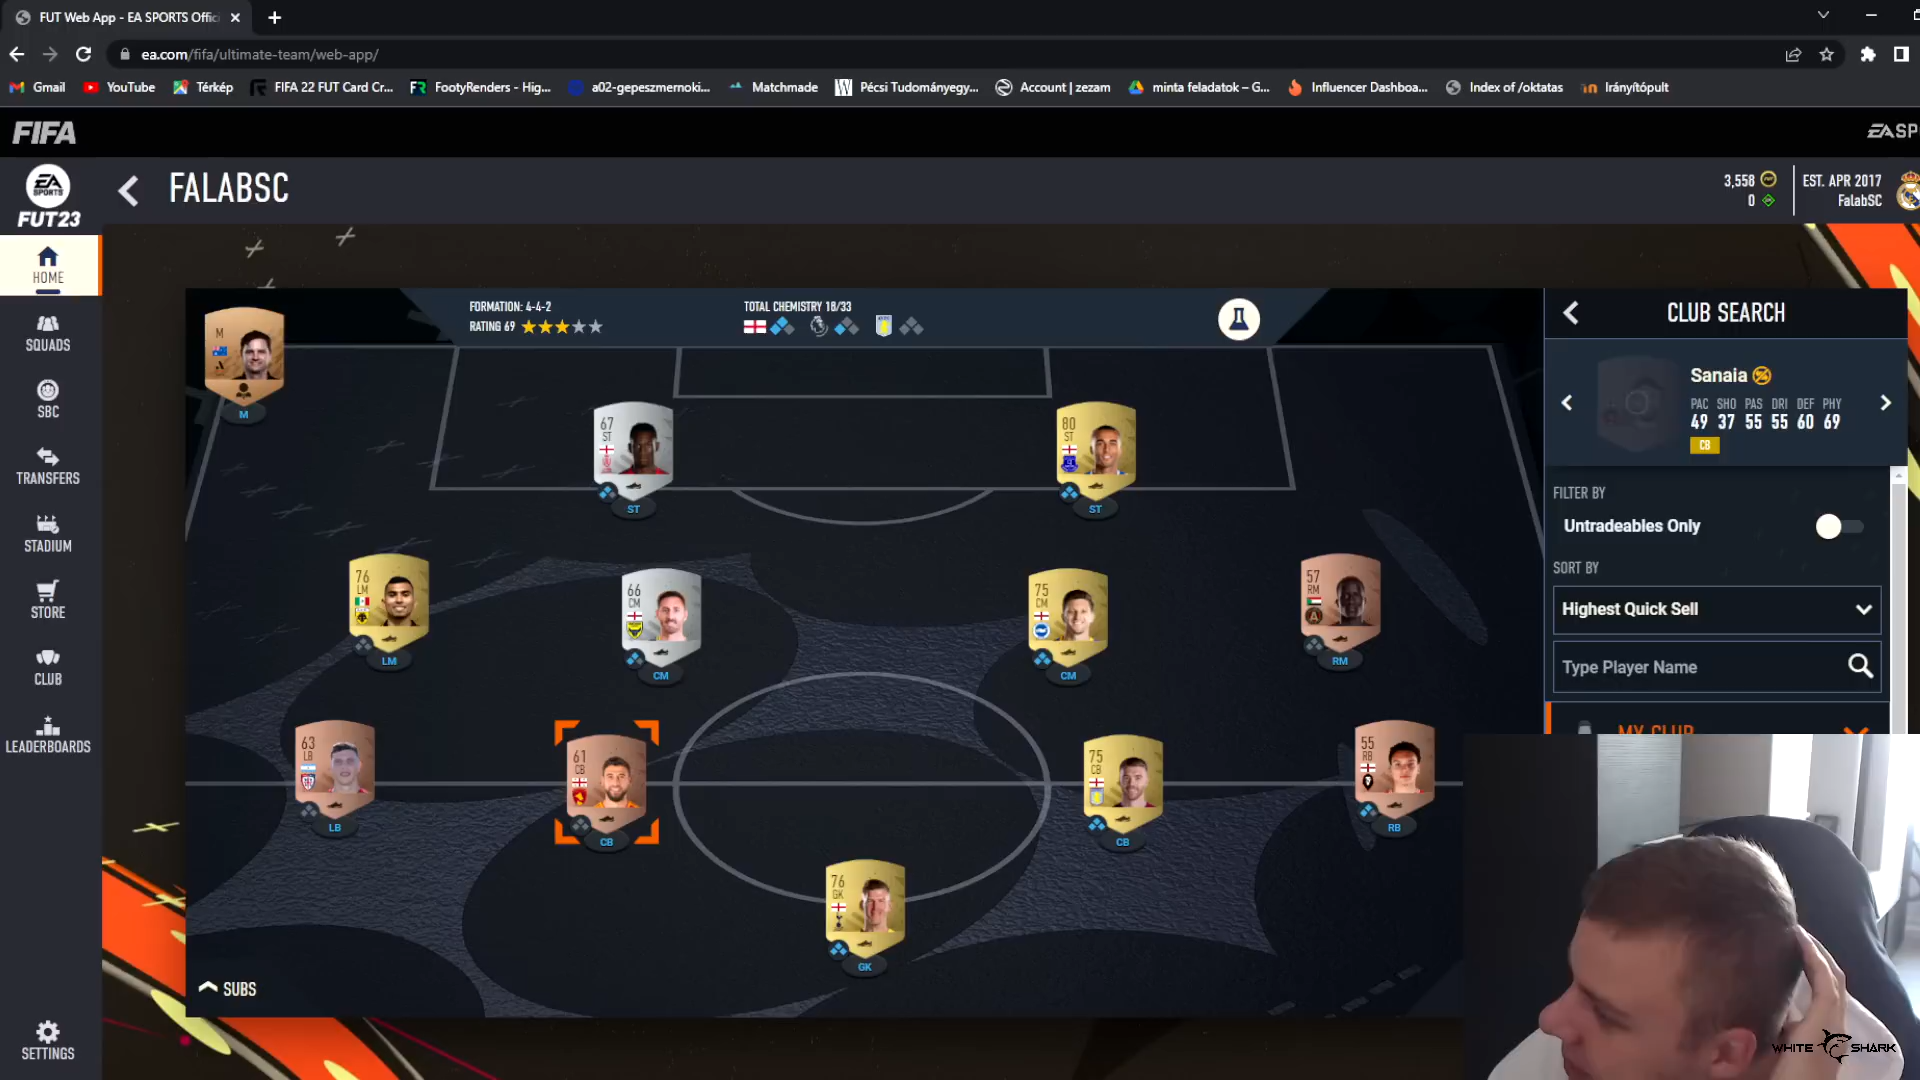 FUT Web App - EA SPORTS Offici
ea.com/fifa/ultimate-team/web-app/
Gmail
YouTube
Térkép
FIFA 22 FUT Card Cr...
FootyRenders - Hig...
a02-gepeszmernoki...
Matchmade
Pécsi Tudományegy...
Account | zezam
minta feladatok – G...
Influencer Dashboa...
Index of /oktatas
Irányítópult
FIFA
EA SP
EA SPORTS
FUT23
FALABSC
3,558
0
EST. APR 2017
FalabSC
HOME
SQUADS
SBC
TRANSFERS
STADIUM
STORE
CLUB
LEADERBOARDS
SETTINGS
FORMATION: 4-4-2
RATING 69
TOTAL CHEMISTRY 18/33
M
M
67
ST
ST
80
ST
ST
76
LM
LM
66
CM
CM
75
CM
CM
57
RM
RM
63
LB
LB
61
CB
CB
75
CB
CB
55
RB
RB
76
GK
GK
SUBS
CLUB SEARCH
Sanaia
PAC SHO PAS DRI DEF PHY
49 37 55 55 60 69
CB
FILTER BY
Untradeables Only
SORT BY
Highest Quick Sell
Type Player Name
MY CLUB
WHITE SHARK